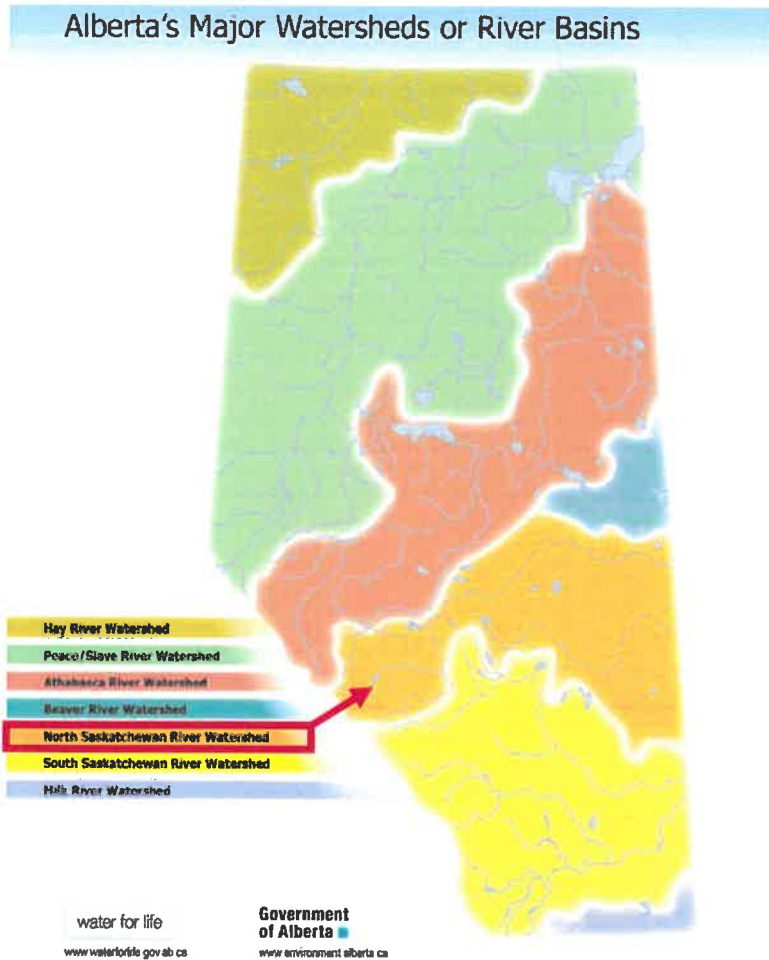 Alberta's Major Watersheds or River Basins
Hay River Watershed
Peace/Slave River Watershed
Athabasca River Watershed
Beaver River Watershed
North Saskatchewan River Watershed
South Saskatchewan River Watershed
Milk River Watershed
water for life
Government
of Alberta
www.waterforlife.gov.ab.ca
www.environment.alberta.ca